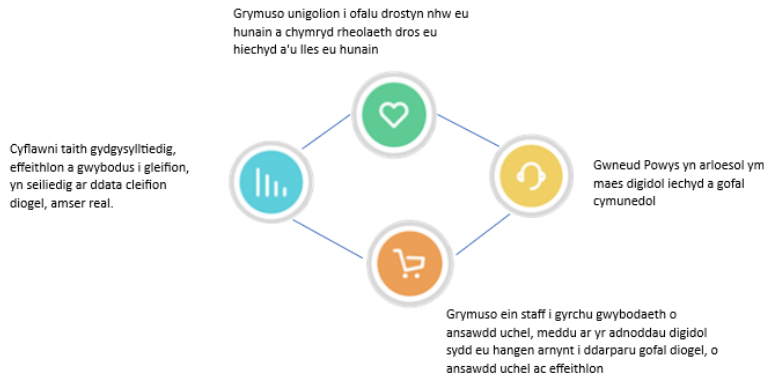 Grymuso unigolion i ofalu drostyn nhw eu
hunain a chymryd rheolaeth dros eu
hiechyd a'u lles eu hunain
Cyflawni taith gydgysylltiedig,
effeithlon a gwybodus i gleifion,
yn seiliedig ar ddata cleifion
diogel, amser real.
Gwneud Powys yn arloesol ym
maes digidol iechyd a gofal
cymunedol
Grymuso ein staff i gyrchu gwybodaeth o
ansawdd uchel, meddu ar yr adnoddau digidol
sydd eu hangen arnynt i ddarparu gofal diogel, o
ansawdd uchel ac effeithlon